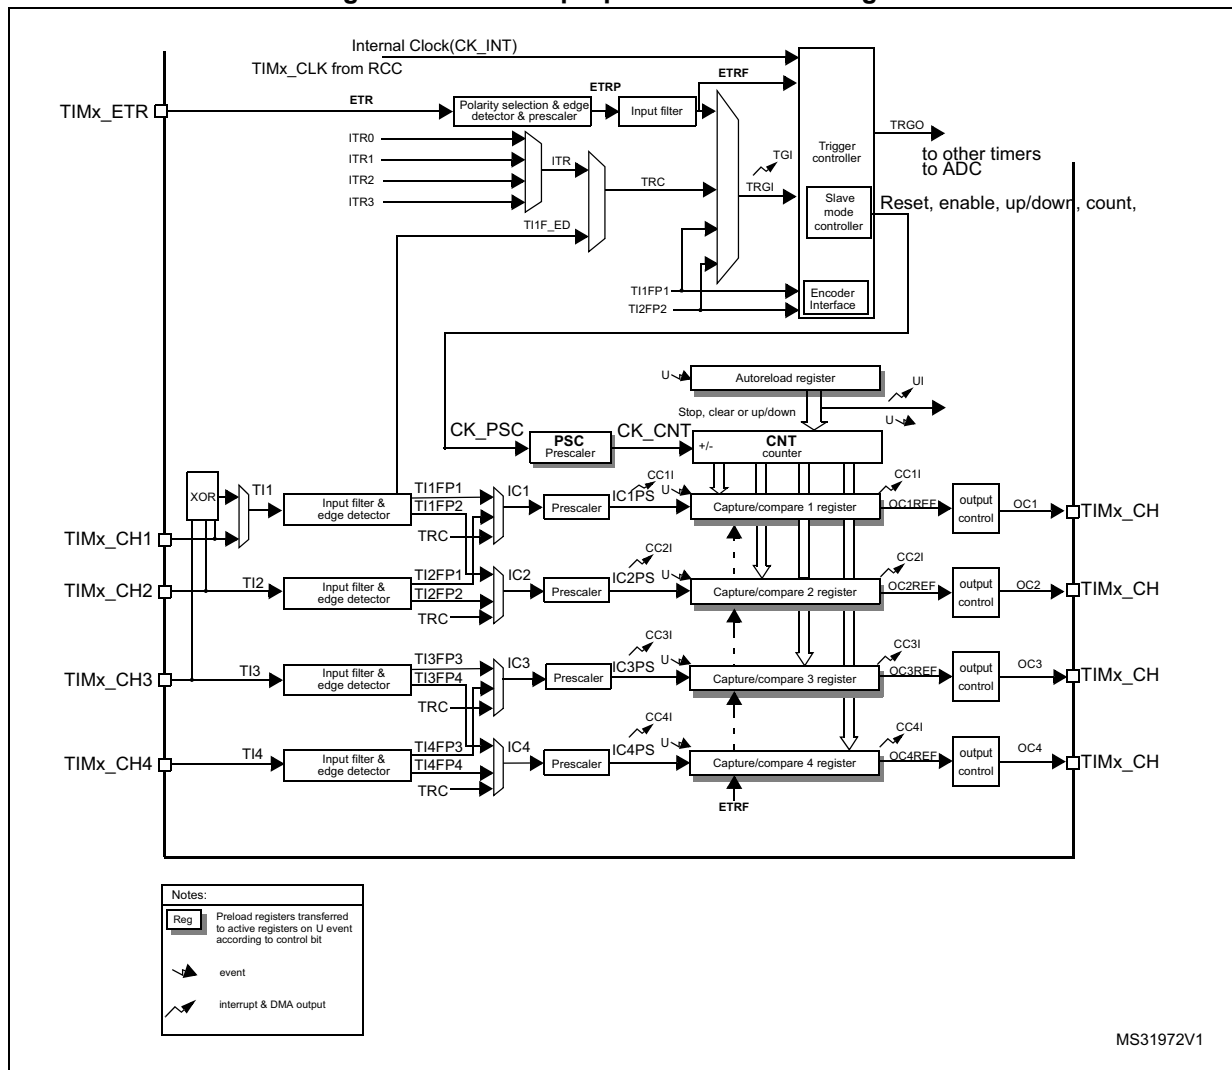 Internal Clock(CK_INT)
TIMx_CLK from RCC
ETRF
TIMx_ETR
ETR
Polarity selection & edge
detector & prescaler
ETRP
Input filter
ITR0
ITR1
ITR2
ITR3
ITR
TRC
TI1F_ED
TGI
TRGI
Trigger
controller
TRGO
to other timers
to ADC
Slave
mode
controller
Reset, enable, up/down, count,
TI1FP1
TI2FP2
Encoder
Interface
U
Autoreload register
UI
Stop, clear or up/down
U
CK_PSC
PSC
Prescaler
CK_CNT
+/-
CNT
counter
XOR
TI1
Input filter &
edge detector
TI1FP1
TI1FP2
TRC
IC1
Prescaler
IC1PS
CC1I
U
Capture/compare 1 register
CC1I
OC1REF
output
control
OC1
TIMx_CH
TIMx_CH1
TIMx_CH2
TI2
Input filter &
edge detector
TI2FP1
TI2FP2
TRC
IC2
Prescaler
IC2PS
CC2I
U
Capture/compare 2 register
CC2I
OC2REF
output
control
OC2
TIMx_CH
TIMx_CH3
TI3
Input filter &
edge detector
TI3FP3
TI3FP4
TRC
IC3
Prescaler
IC3PS
CC3I
U
Capture/compare 3 register
CC3I
OC3REF
output
control
OC3
TIMx_CH
TIMx_CH4
TI4
Input filter &
edge detector
TI4FP3
TI4FP4
TRC
IC4
Prescaler
IC4PS
CC4I
U
Capture/compare 4 register
CC4I
OC4REF
output
control
OC4
TIMx_CH
ETRF
Notes:
Reg
Preload registers transferred
to active registers on U event
according to control bit
event
interrupt & DMA output
MS31972V1